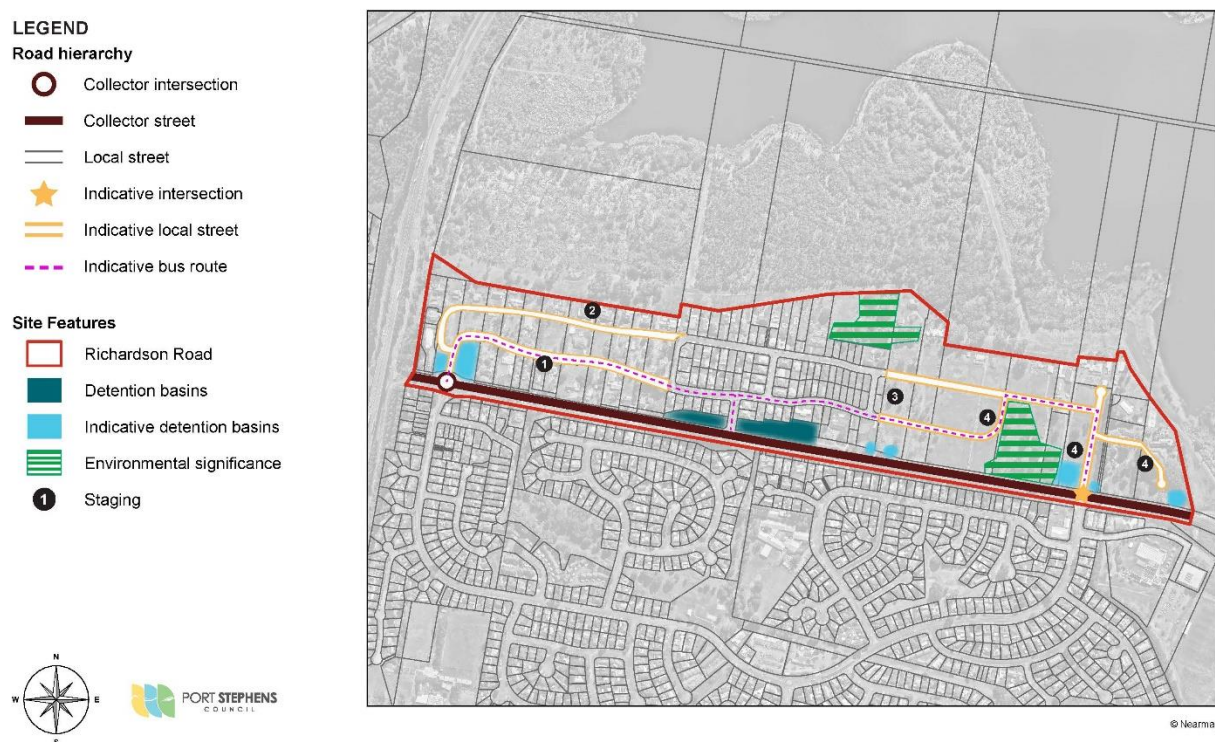 LEGEND
Road hierarchy
Collector intersection
Collector street
Local street
Indicative intersection
Indicative local street
Indicative bus route
Site Features
Richardson Road
Detention basins
Indicative detention basins
Environmental significance
1 Staging
N
W E
S
PORT STEPHENS
COUNCIL
2
1
3
4
4
4
© Nearma